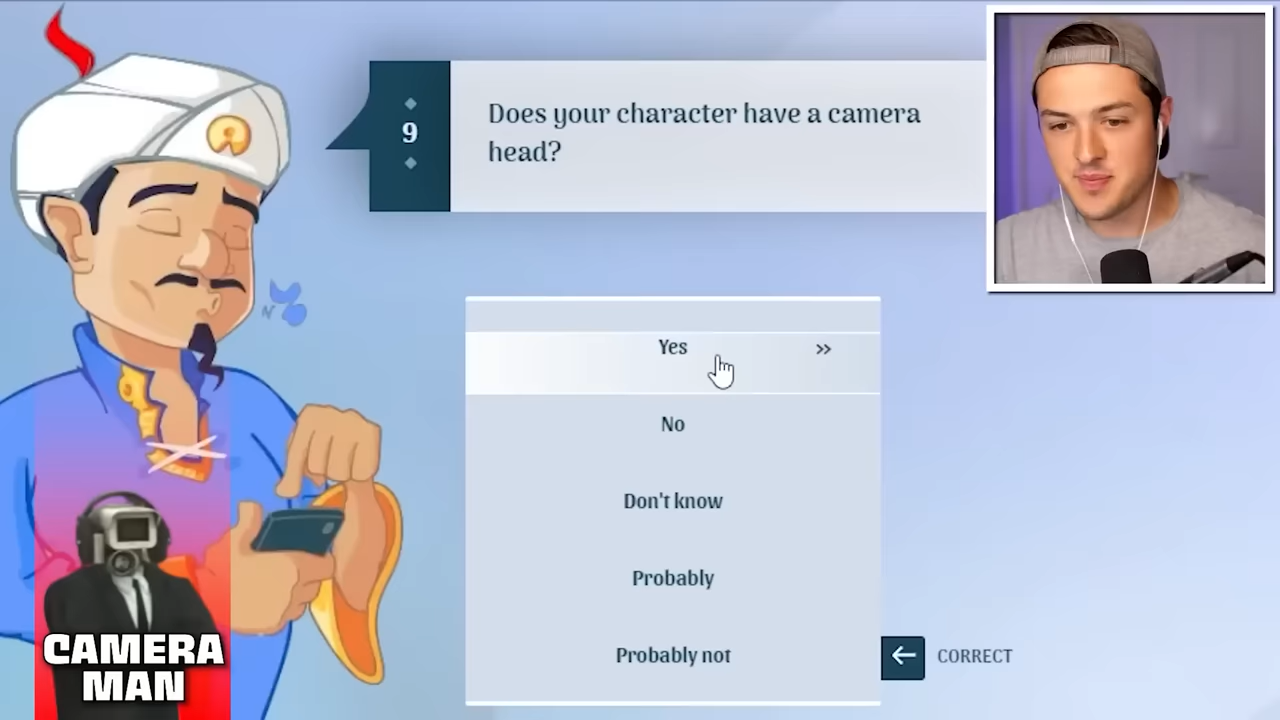 9
Does your character have a camera
head?
Yes
No
Don't know
Probably
Probably not
CORRECT
CAMERA
MAN